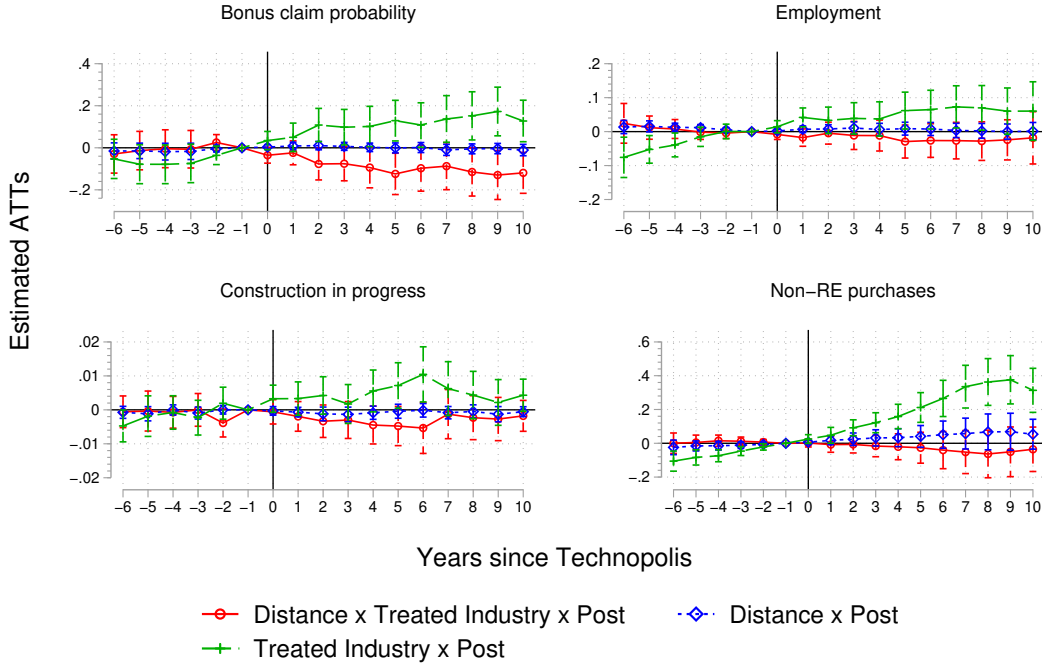 Bonus claim probability
Employment
.4
.2
0
−.2
.2
.1
0
−.1
−.2
−6 −5 −4 −3 −2 −1 0 1 2 3 4 5 6 7 8 9 10
−6 −5 −4 −3 −2 −1 0 1 2 3 4 5 6 7 8 9 10
Estimated ATTs
Construction in progress
Non−RE purchases
.02
.01
0
−.01
−.02
.6
.4
.2
0
−.2
−6 −5 −4 −3 −2 −1 0 1 2 3 4 5 6 7 8 9 10
−6 −5 −4 −3 −2 −1 0 1 2 3 4 5 6 7 8 9 10
Years since Technopolis
Distance x Treated Industry x Post
Distance x Post
Treated Industry x Post